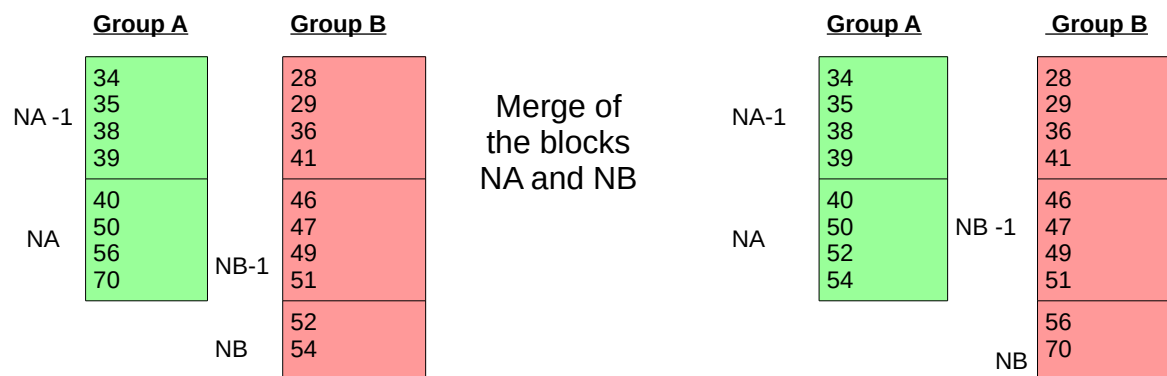 Group A
Group B
NA -1
34
35
38
39
28
29
36
41
NA
40
50
56
70
NB-1
46
47
49
51
NB
52
54
Merge of
the blocks
NA and NB
Group A
Group B
NA-1
34
35
38
39
28
29
36
41
NA
40
50
52
54
NB -1
46
47
49
51
NB
56
70